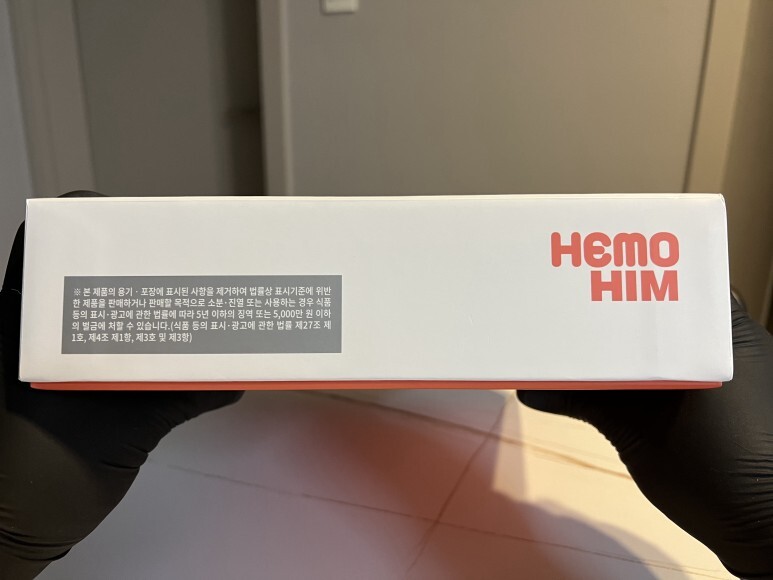 HEMO
HIM
※ 본 제품의 용기 · 포장에 표시된 사항을 제거하여 법률상 표시기준에 위반
한 제품을 판매하거나 판매할 목적으로 소분·진열 또는 사용하는 경우 식품
등의 표시·광고에 관한 법률에 따라 5년 이하의 징역 또는 5,000만 원 이하
의 벌금에 처할 수 있습니다.(식품 등의 표시·광고에 관한 법률 제27조 제
1호, 제4조 제1항, 제3호 및 제3항)